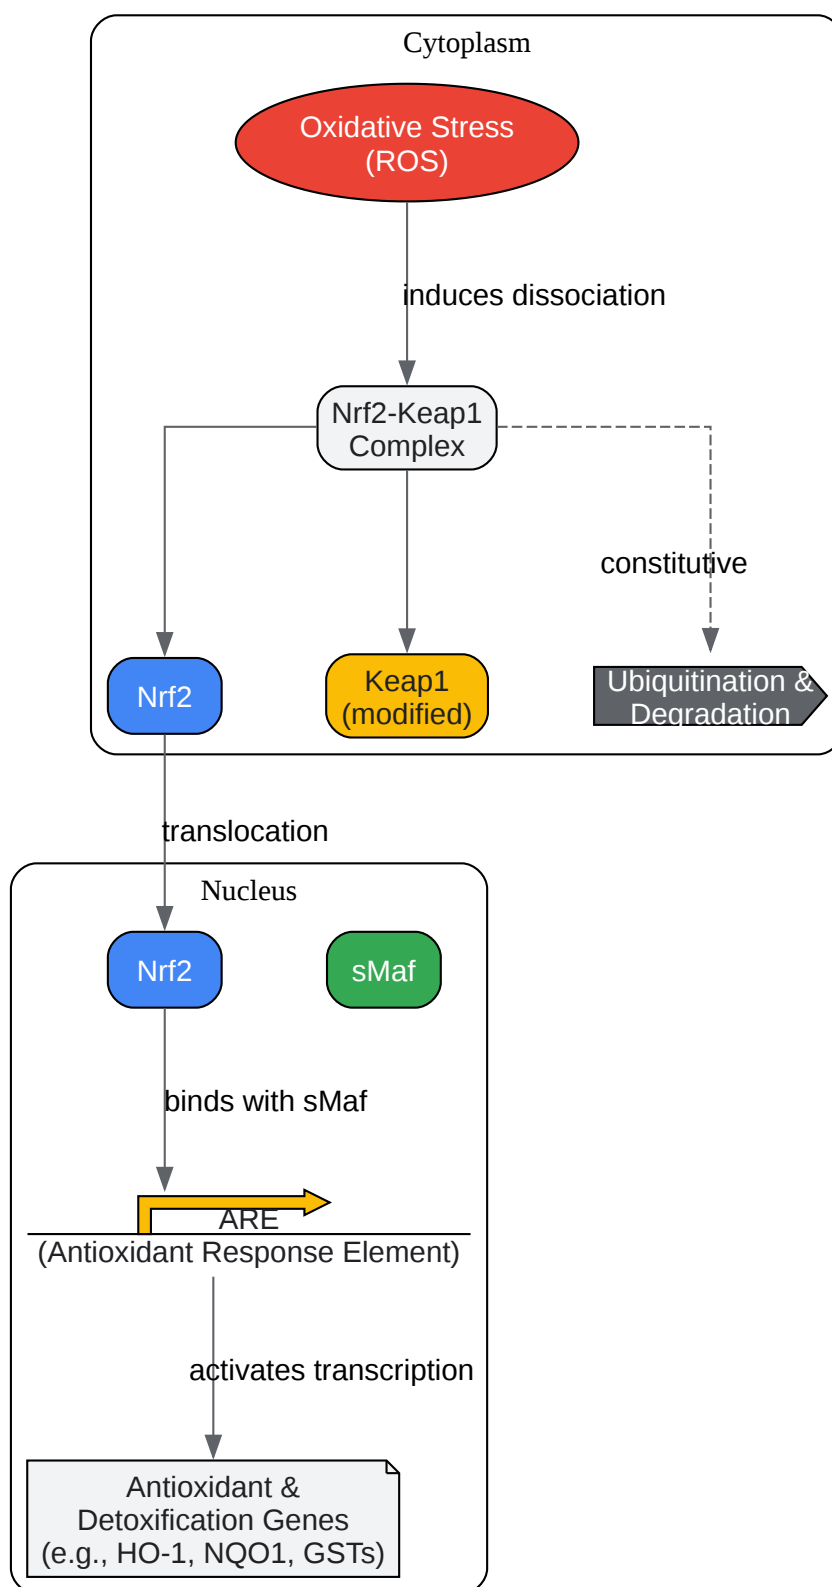 Cytoplasm
Oxidative Stress
(ROS)
induces dissociation
Nrf2-Keap1
Complex
constitutive
Nrf2
Keap1
(modified)
Ubiquitination &
Degradation
translocation
Nucleus
Nrf2
sMaf
binds with sMaf
ARE
(Antioxidant Response Element)
activates transcription
Antioxidant &
Detoxification Genes
(e.g., HO-1, NQO1, GSTs)